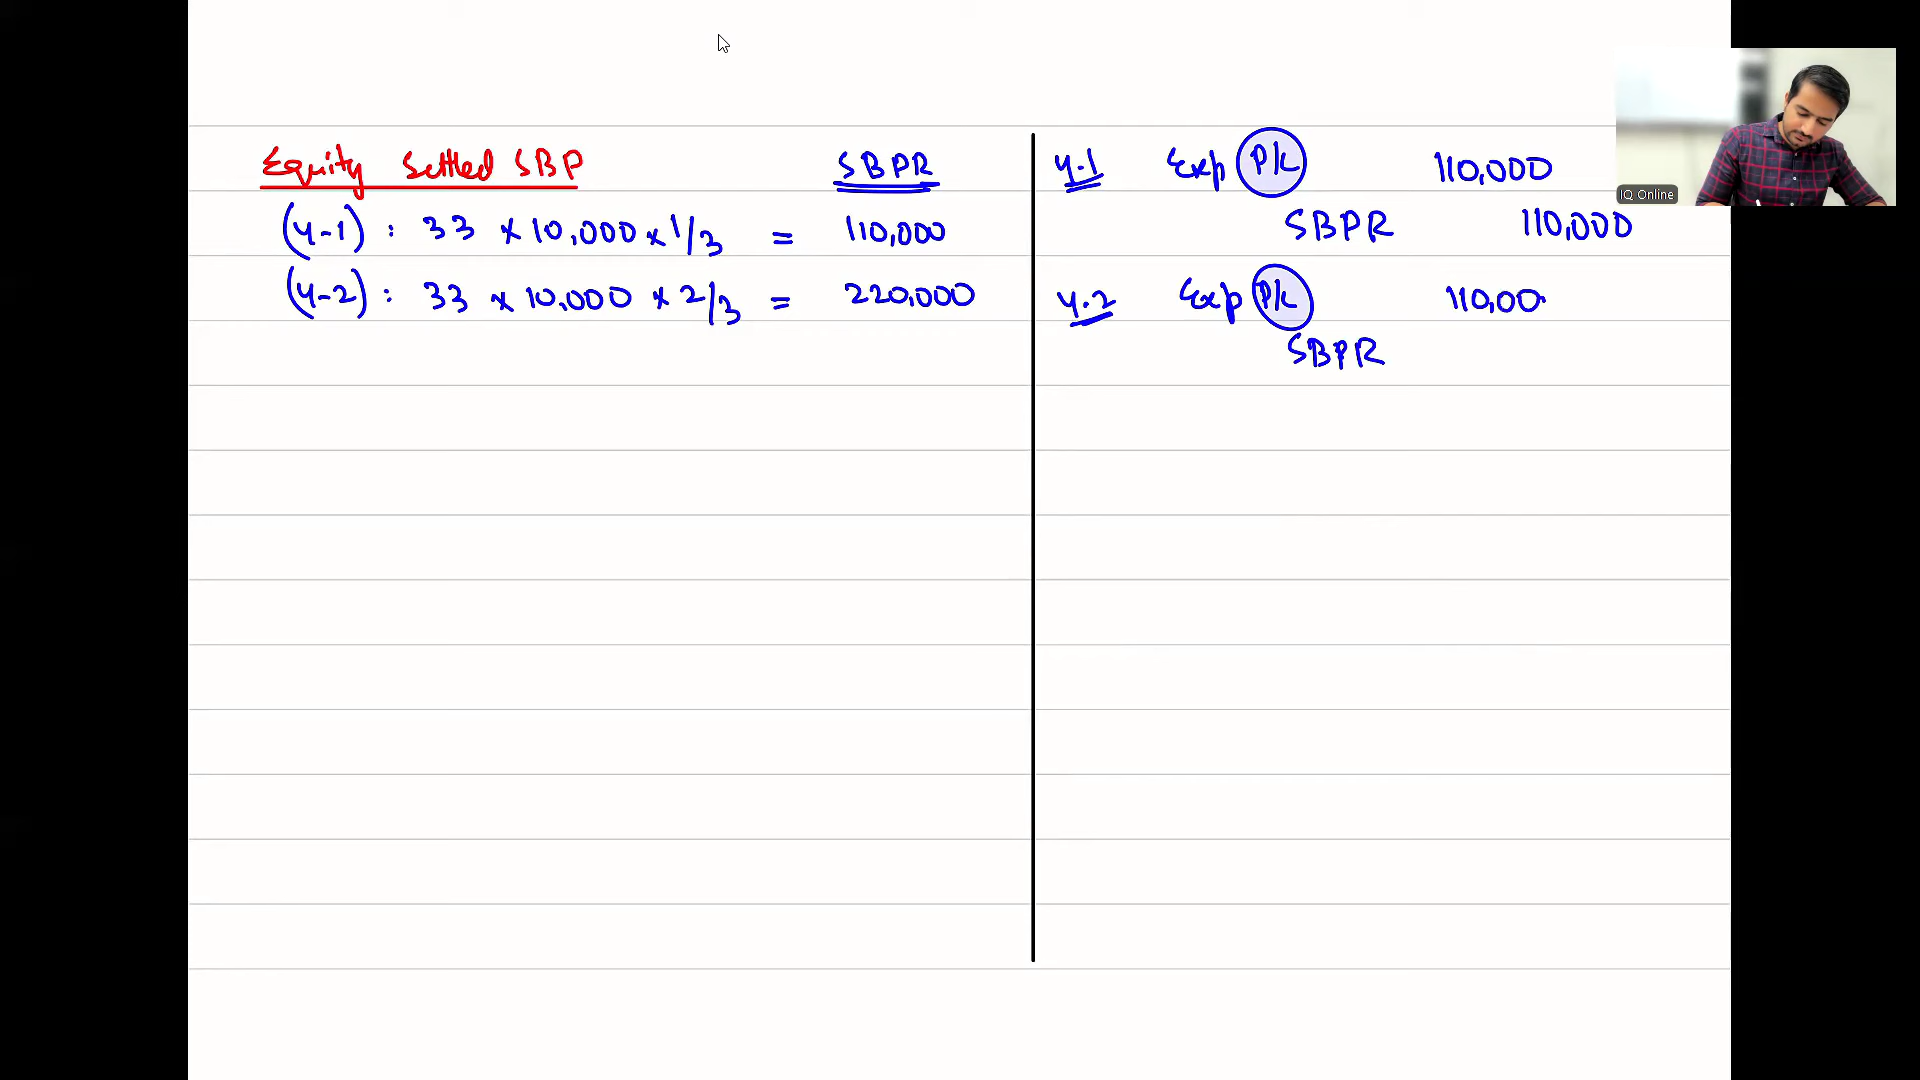 Equity Settled SBP SBPR
(Y-1) : 33 × 10,000 × 1/3 = 110,000
(Y-2) : 33 × 10,000 × 2/3 = 220,000
Y.1 Exp P/L 110,000
SBPR 110,000
Y.2 Exp P/L 110,00
SBPR
IQ Online